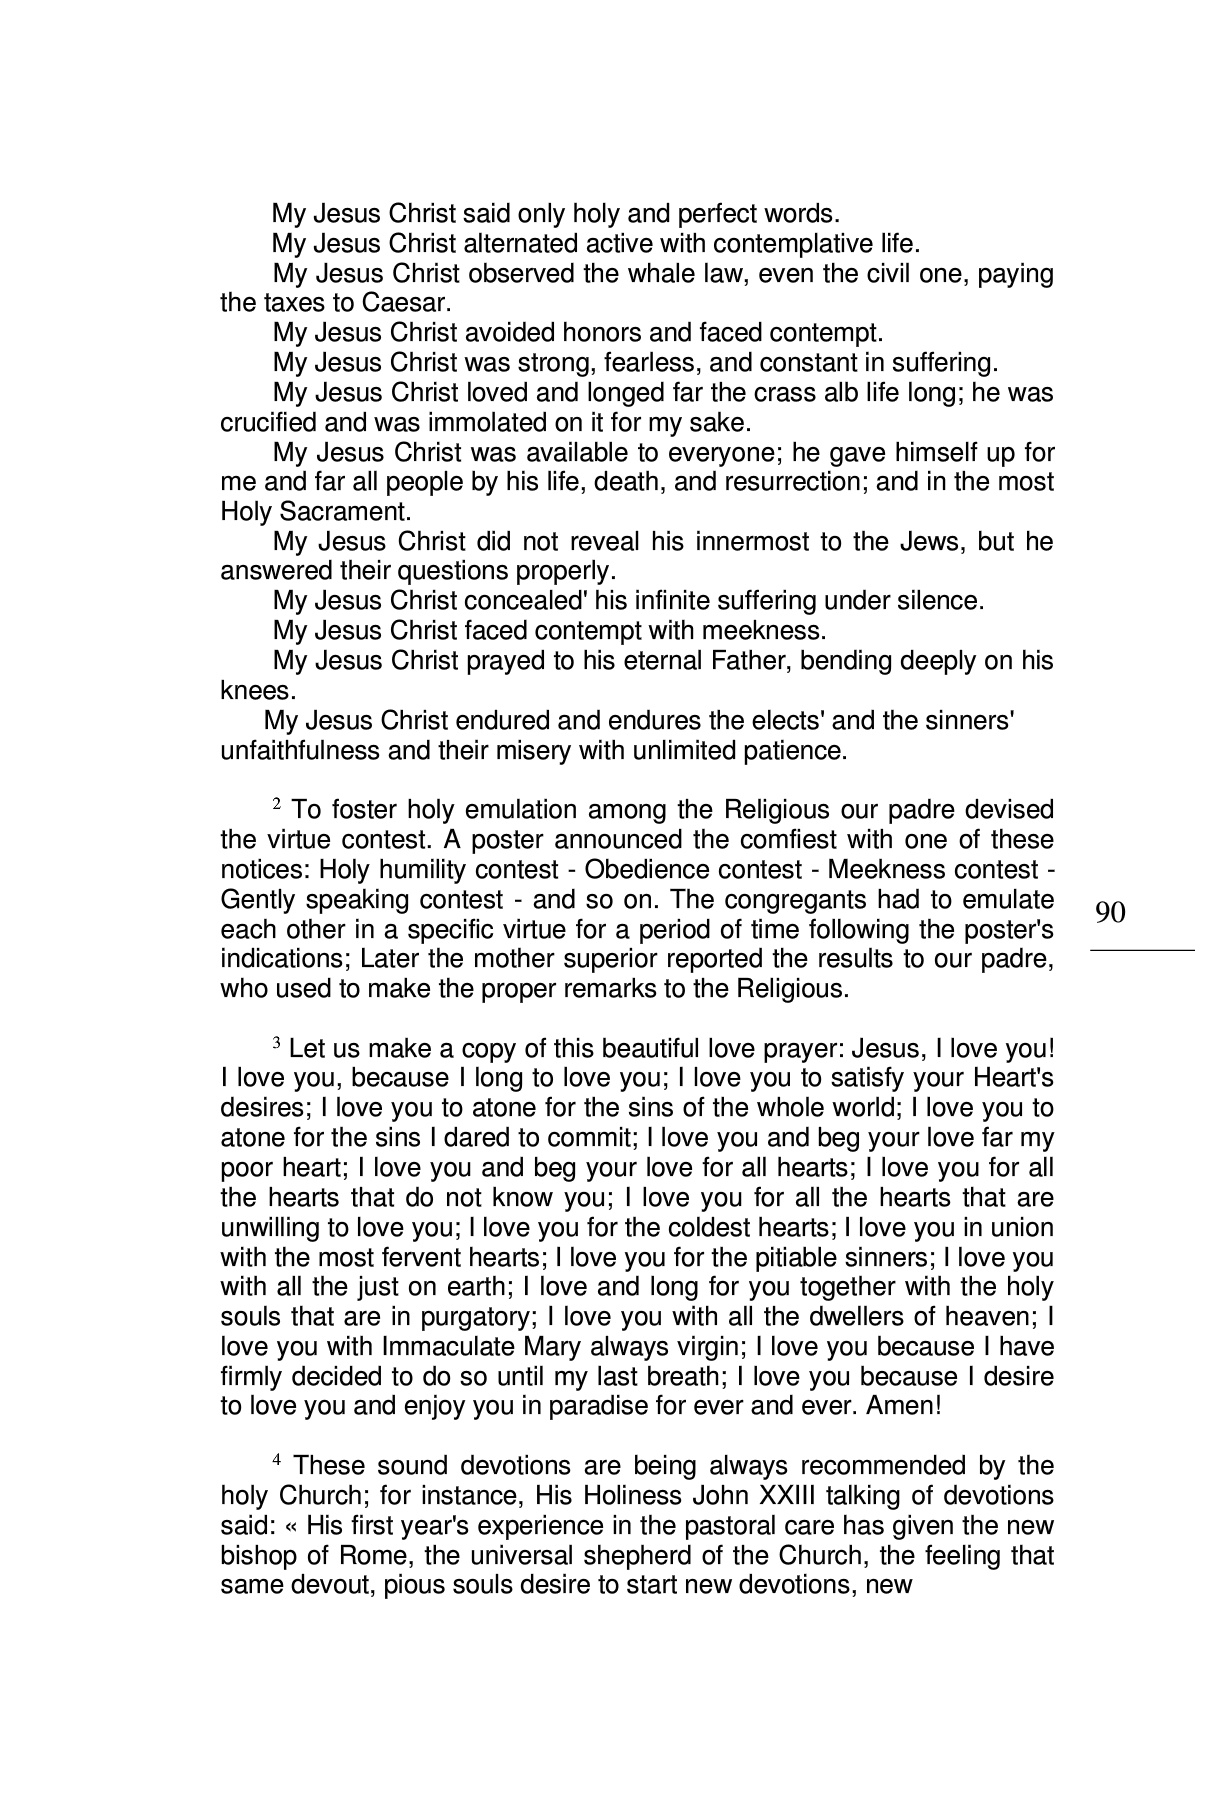 My Jesus Christ said only holy and perfect words.
My Jesus Christ alternated active with contemplative life.
My Jesus Christ observed the whale law, even the civil one, paying
the taxes to Caesar.
My Jesus Christ avoided honors and faced contempt.
My Jesus Christ was strong, fearless, and constant in suffering.
My Jesus Christ loved and longed far the crass alb life long; he was
crucified and was immolated on it for my sake.
My Jesus Christ was available to everyone; he gave himself up for
me and far all people by his life, death, and resurrection; and in the most
Holy Sacrament.
My Jesus Christ did not reveal his innermost to the Jews, but he
answered their questions properly.
My Jesus Christ concealed' his infinite suffering under silence.
My Jesus Christ faced contempt with meekness.
My Jesus Christ prayed to his eternal Father, bending deeply on his
knees.
My Jesus Christ endured and endures the elects' and the sinners'
unfaithfulness and their misery with unlimited patience.
2 To foster holy emulation among the Religious our padre devised
the virtue contest. A poster announced the comfiest with one of these
notices: Holy humility contest - Obedience contest - Meekness contest -
Gently speaking contest - and so on. The congregants had to emulate
each other in a specific virtue for a period of time following the poster's
indications; Later the mother superior reported the results to our padre,
who used to make the proper remarks to the Religious.
90
3 Let us make a copy of this beautiful love prayer: Jesus, I love you!
I love you, because I long to love you; I love you to satisfy your Heart's
desires; I love you to atone for the sins of the whole world; I love you to
atone for the sins I dared to commit; I love you and beg your love far my
poor heart; I love you and beg your love for all hearts; I love you for all
the hearts that do not know you; I love you for all the hearts that are
unwilling to love you; I love you for the coldest hearts; I love you in union
with the most fervent hearts; I love you for the pitiable sinners; I love you
with all the just on earth; I love and long for you together with the holy
souls that are in purgatory; I love you with all the dwellers of heaven; I
love you with Immaculate Mary always virgin; I love you because I have
firmly decided to do so until my last breath; I love you because I desire
to love you and enjoy you in paradise for ever and ever. Amen!
4 These sound devotions are being always recommended by the
holy Church; for instance, His Holiness John XXIII talking of devotions
said: « His first year's experience in the pastoral care has given the new
bishop of Rome, the universal shepherd of the Church, the feeling that
same devout, pious souls desire to start new devotions, new